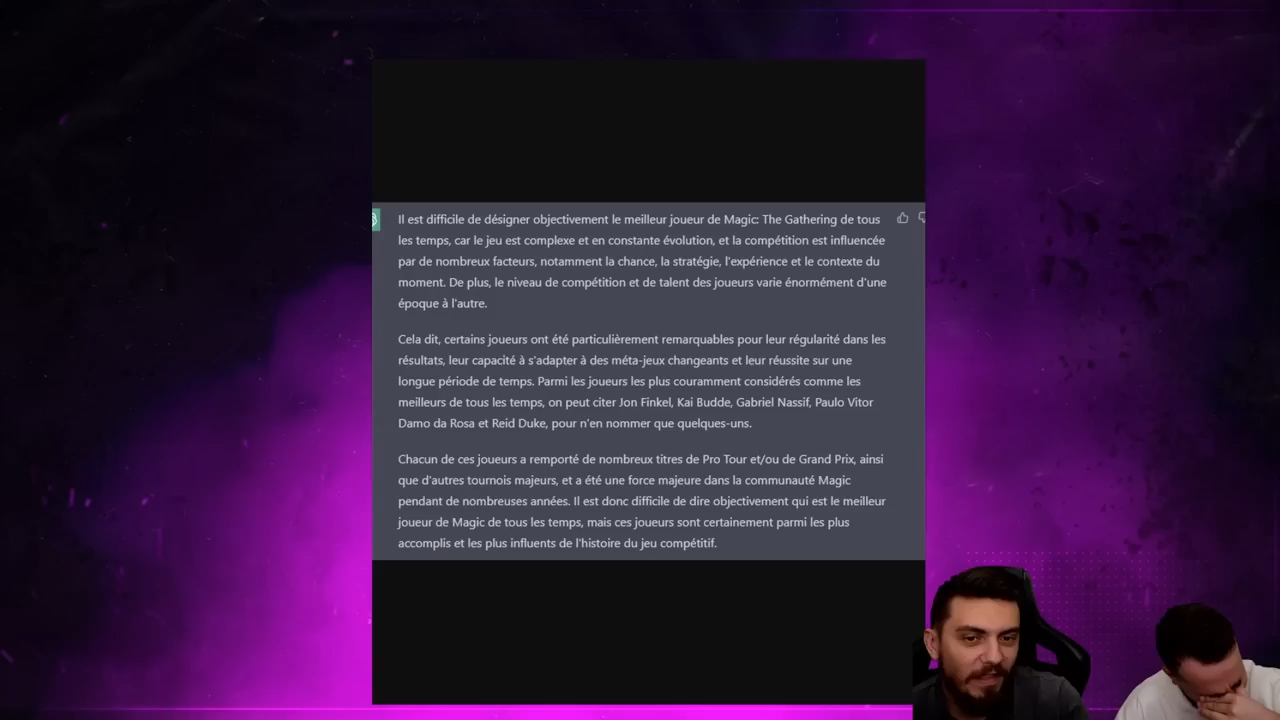 Il est difficile de désigner objectivement le meilleur joueur de Magic: The Gathering de tous
les temps, car le jeu est complexe et en constante évolution, et la compétition est influencée
par de nombreux facteurs, notamment la chance, la stratégie, l'expérience et le contexte du
moment. De plus, le niveau de compétition et de talent des joueurs varie énormément d'une
époque à l'autre.
Cela dit, certains joueurs ont été particulièrement remarquables pour leur régularité dans les
résultats, leur capacité à s'adapter à des méta-jeux changeants et leur réussite sur une
longue période de temps. Parmi les joueurs les plus couramment considérés comme les
meilleurs de tous les temps, on peut citer Jon Finkel, Kai Budde, Gabriel Nassif, Paulo Vitor
Damo da Rosa et Reid Duke, pour n'en nommer que quelques-uns.
Chacun de ces joueurs a remporté de nombreux titres de Pro Tour et/ou de Grand Prix, ainsi
que d'autres tournois majeurs, et a été une force majeure dans la communauté Magic
pendant de nombreuses années. Il est donc difficile de dire objectivement qui est le meilleur
joueur de Magic de tous les temps, mais ces joueurs sont certainement parmi les plus
accomplis et les plus influents de l'histoire du jeu compétitif.